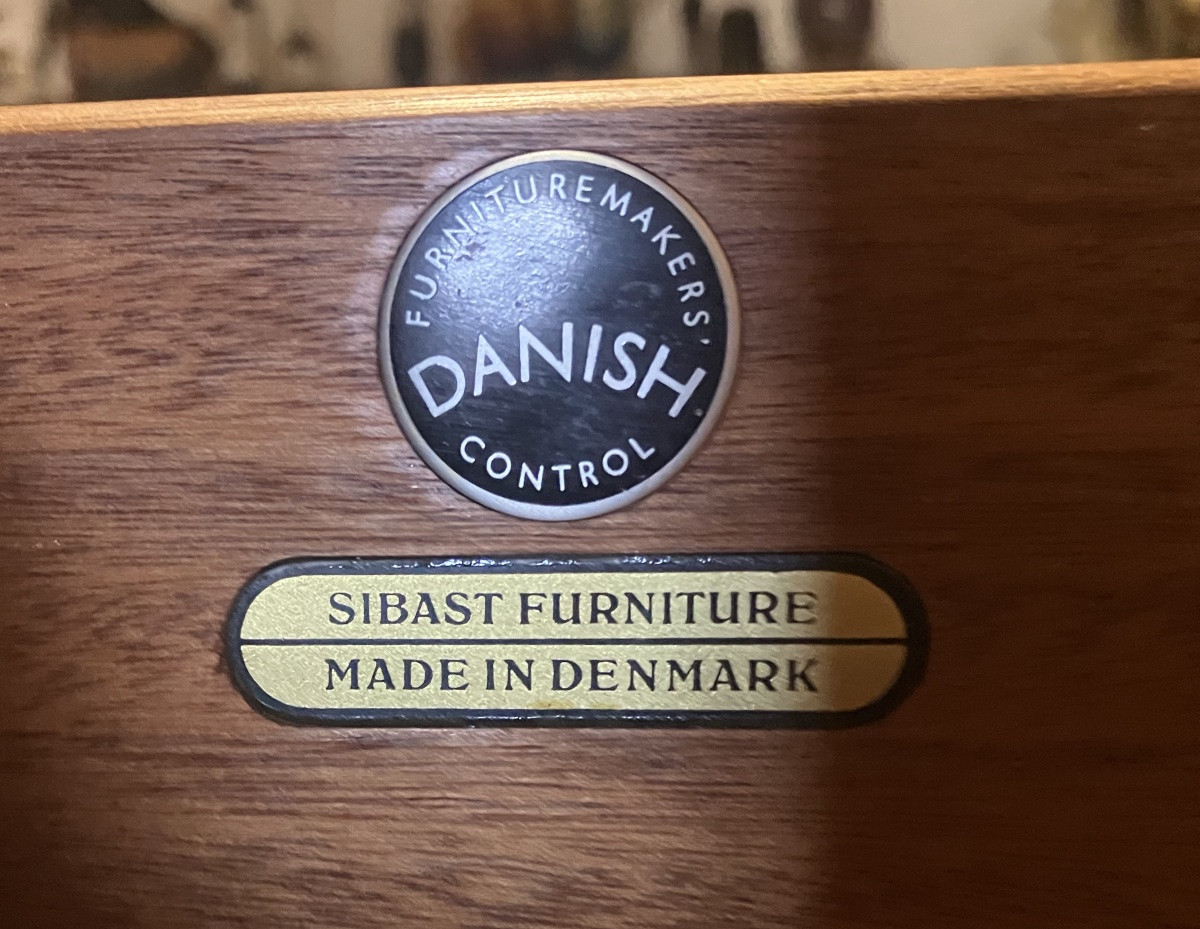 FURNITUREMAKERS'
DANISH
CONTROL
SIBAST FURNITURE
MADE IN DENMARK